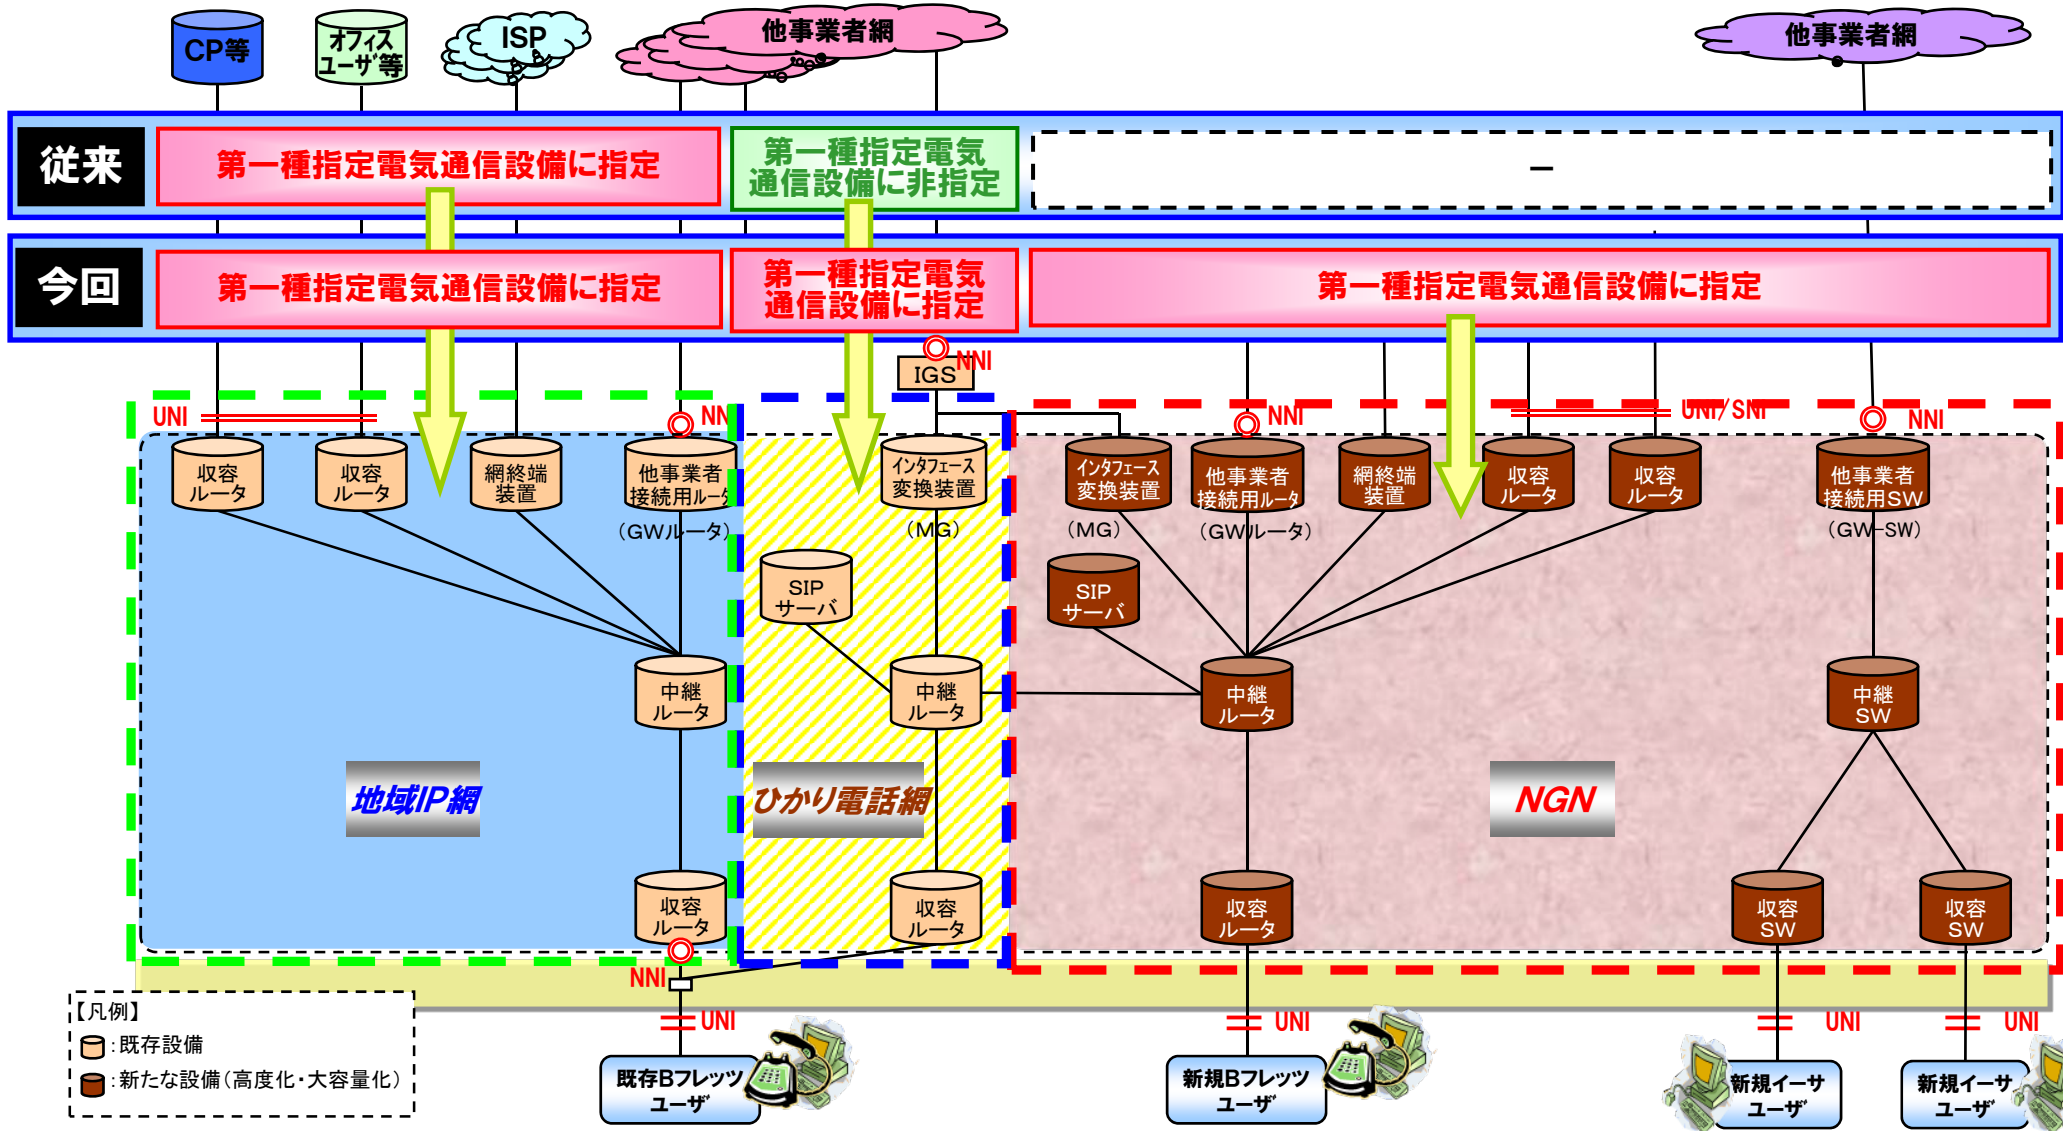 CP等
オフィス
ユーザ等
ISP
他事業者網
他事業者網
従来
第一種指定電気通信設備に指定
第一種指定電気
通信設備に非指定
－
今回
第一種指定電気通信設備に指定
第一種指定電気
通信設備に指定
第一種指定電気通信設備に指定
NNI
IGS
UNI
NNI
NNI
UNI/SNI
NNI
収容
ルータ
収容
ルータ
網終端
装置
他事業者
接続用ルータ
(GWルータ)
インタフェース
変換装置
(MG)
インタフェース
変換装置
(MG)
他事業者
接続用ルータ
(GWルータ)
網終端
装置
収容
ルータ
収容
ルータ
他事業者
接続用SW
(GW-SW)
SIP
サーバ
SIP
サーバ
中継
ルータ
中継
ルータ
中継
ルータ
中継
SW
地域IP網
ひかり電話網
NGN
収容
ルータ
収容
ルータ
収容
ルータ
収容
SW
収容
SW
NNI
【凡例】
:既存設備
:新たな設備(高度化・大容量化)
UNI
UNI
UNI
UNI
既存Bフレッツ
ユーザ
新規Bフレッツ
ユーザ
新規イーサ
ユーザ
新規イーサ
ユーザ